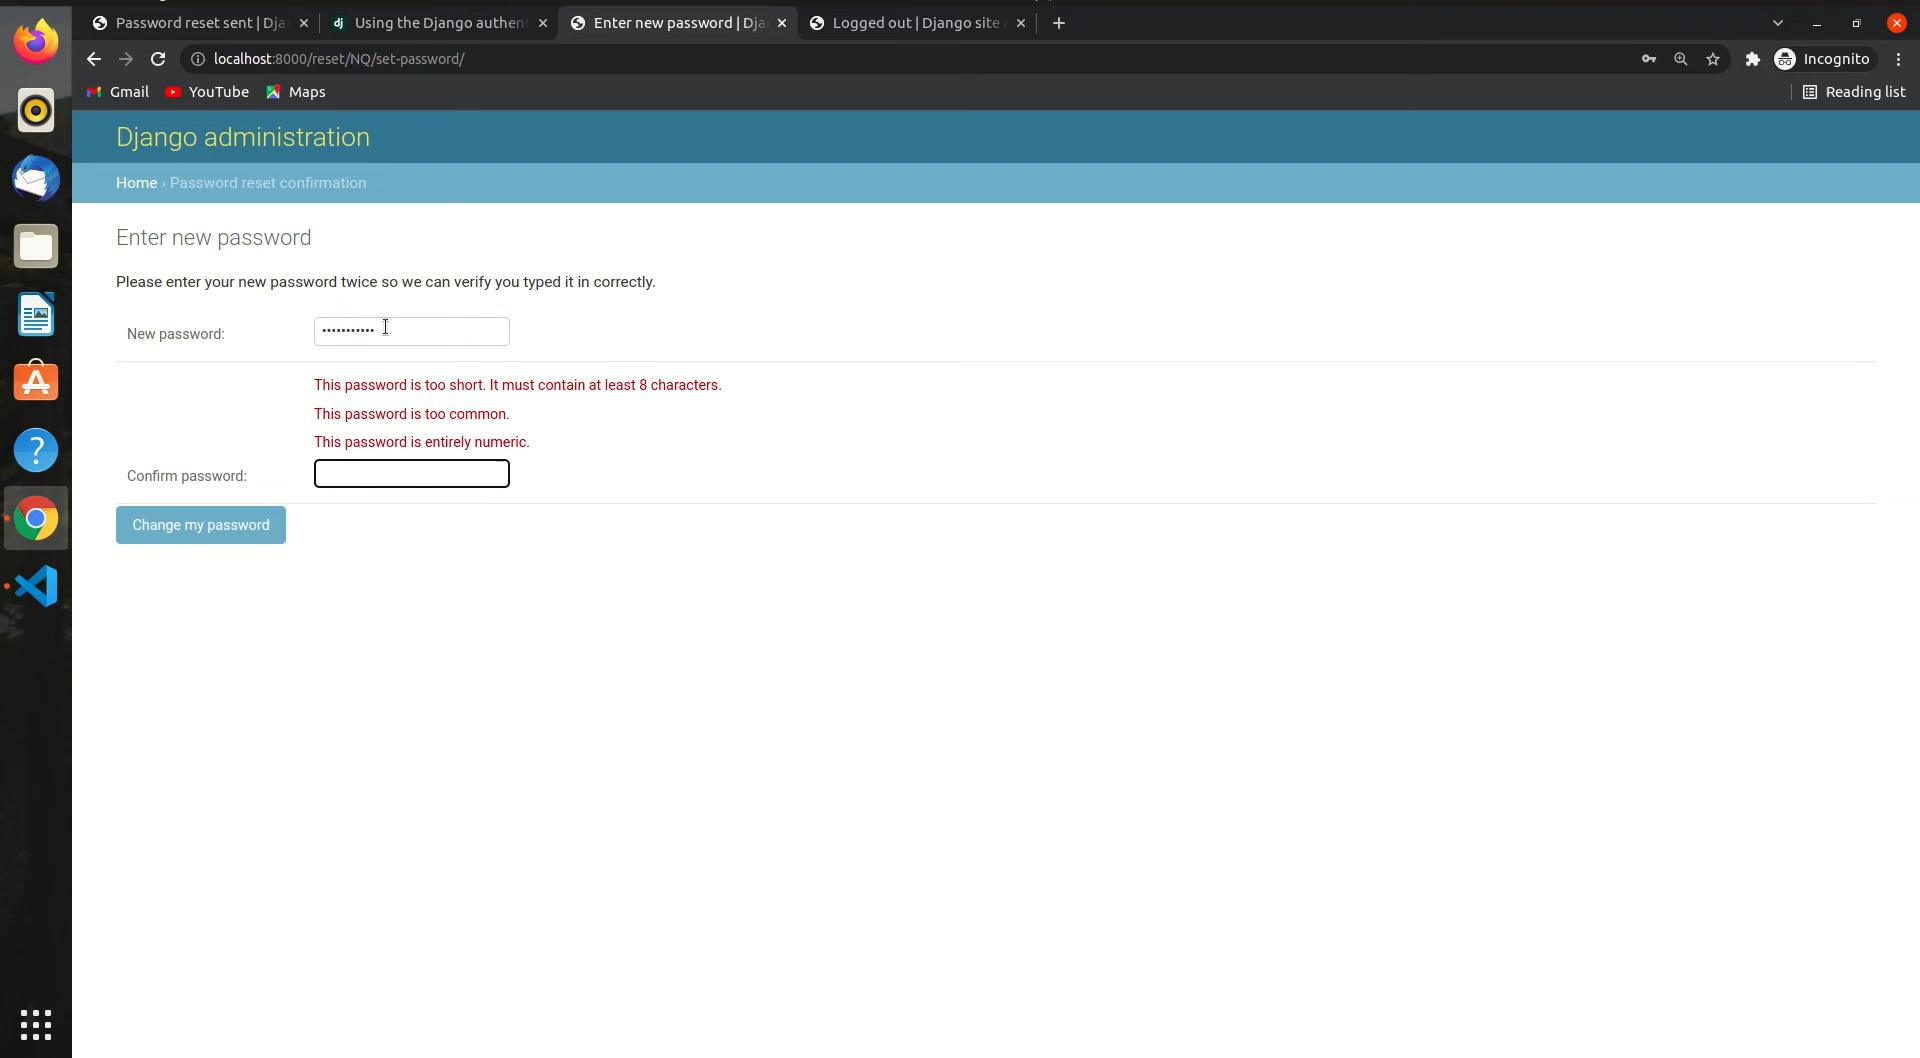 Password reset sent | Dja
Using the Django authen
Enter new password | Dja
Logged out | Django site
localhost:8000/reset/NQ/set-password/
Incognito
Gmail
YouTube
Maps
Reading list
Django administration
Home › Password reset confirmation
Enter new password
Please enter your new password twice so we can verify you typed it in correctly.
New password: •••••••••••
This password is too short. It must contain at least 8 characters.
This password is too common.
This password is entirely numeric.
Confirm password:
Change my password